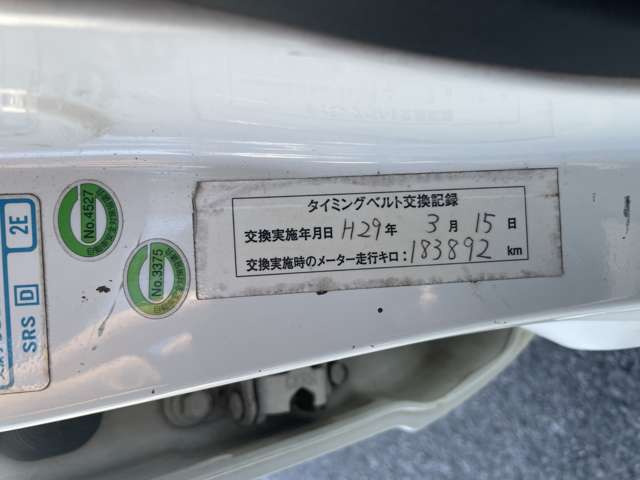 タイミングベルト交換記録
交換実施年月日 H29年 3月 15日
交換実施時のメーター走行キロ：183892 km
No.4527
No.3375
2E
SRS D